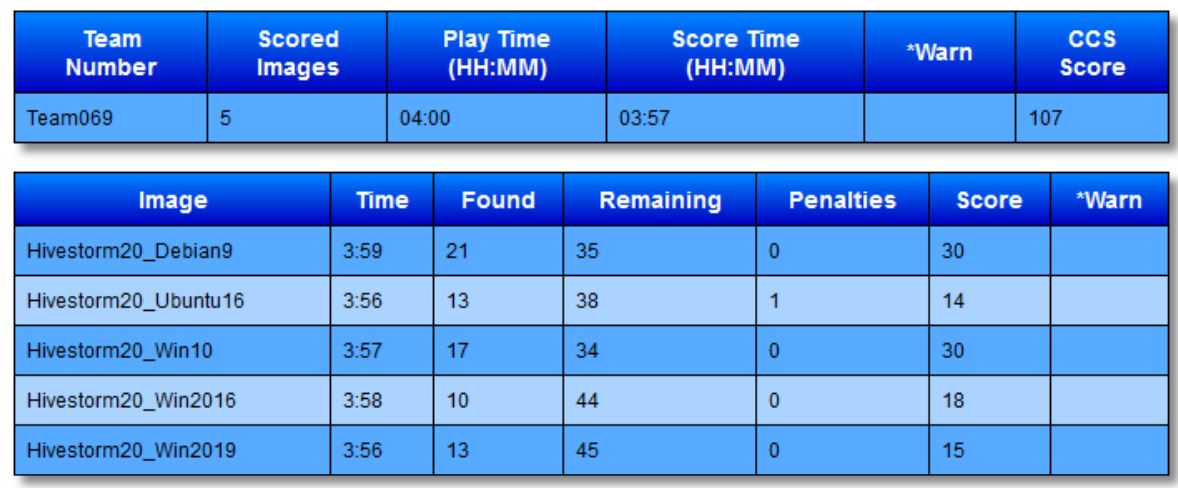 Team Number Scored Images Play Time (HH:MM) Score Time (HH:MM) *Warn CCS Score
Team069 5 04:00 03:57 107
Image Time Found Remaining Penalties Score *Warn
Hivestorm20_Debian9 3:59 21 35 0 30
Hivestorm20_Ubuntu16 3:56 13 38 1 14
Hivestorm20_Win10 3:57 17 34 0 30
Hivestorm20_Win2016 3:58 10 44 0 18
Hivestorm20_Win2019 3:56 13 45 0 15